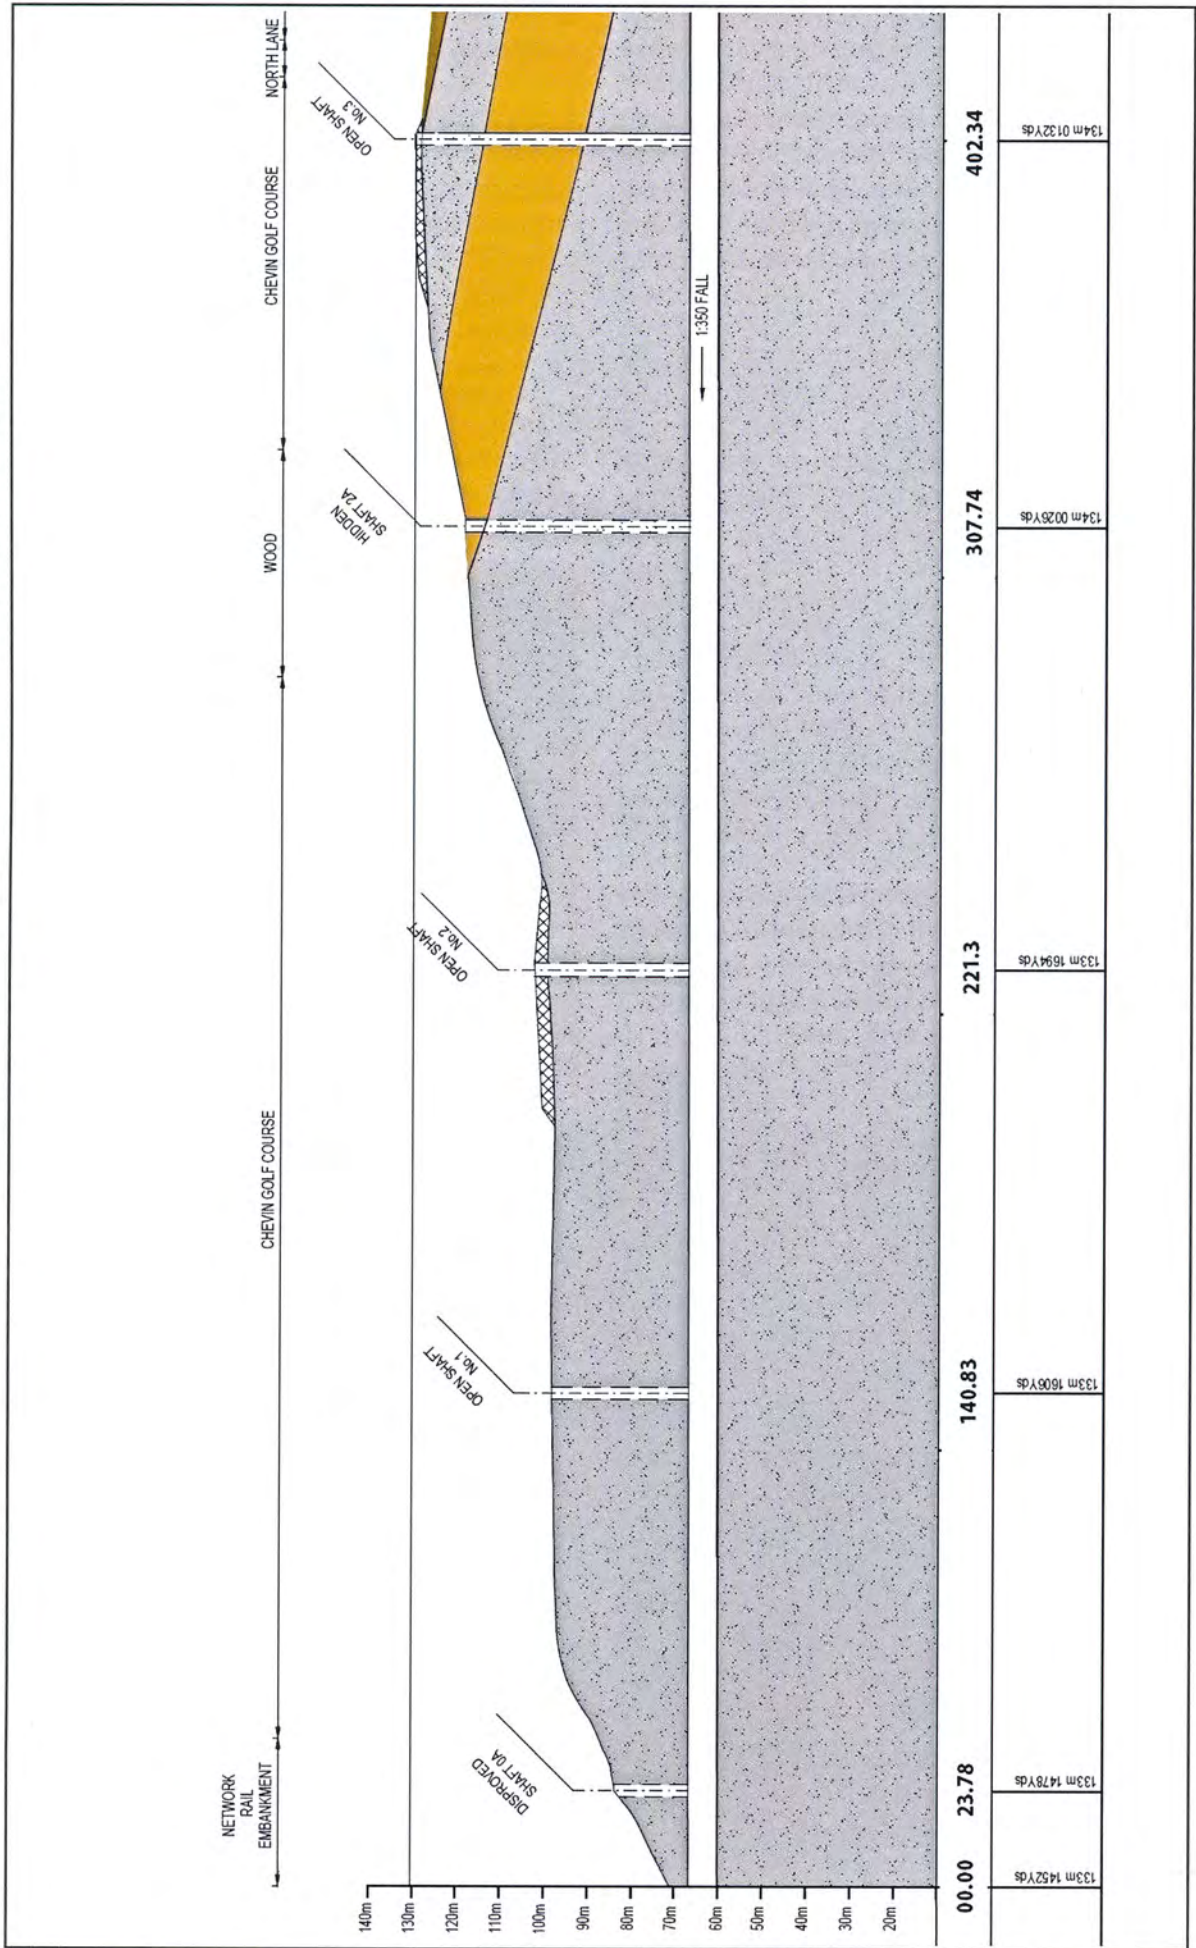 NETWORK
RAIL
EMBANKMENT
CHEVIN GOLF COURSE
WOOD
CHEVIN GOLF COURSE
NORTH LANE
DISPROVED
SHAFT 0A
OPEN SHAFT
No.1
OPEN SHAFT
No.2
HIDDEN
SHAFT 2A
OPEN SHAFT
No.3
140m
130m
120m
110m
100m
90m
80m
70m
60m
50m
40m
30m
20m
1:350 FALL
00.00
23.78
140.83
221.3
307.74
402.34
133m 1452Yds
133m 1478Yds
133m 1606Yds
133m 1694Yds
134m 0026Yds
134m 0132Yds